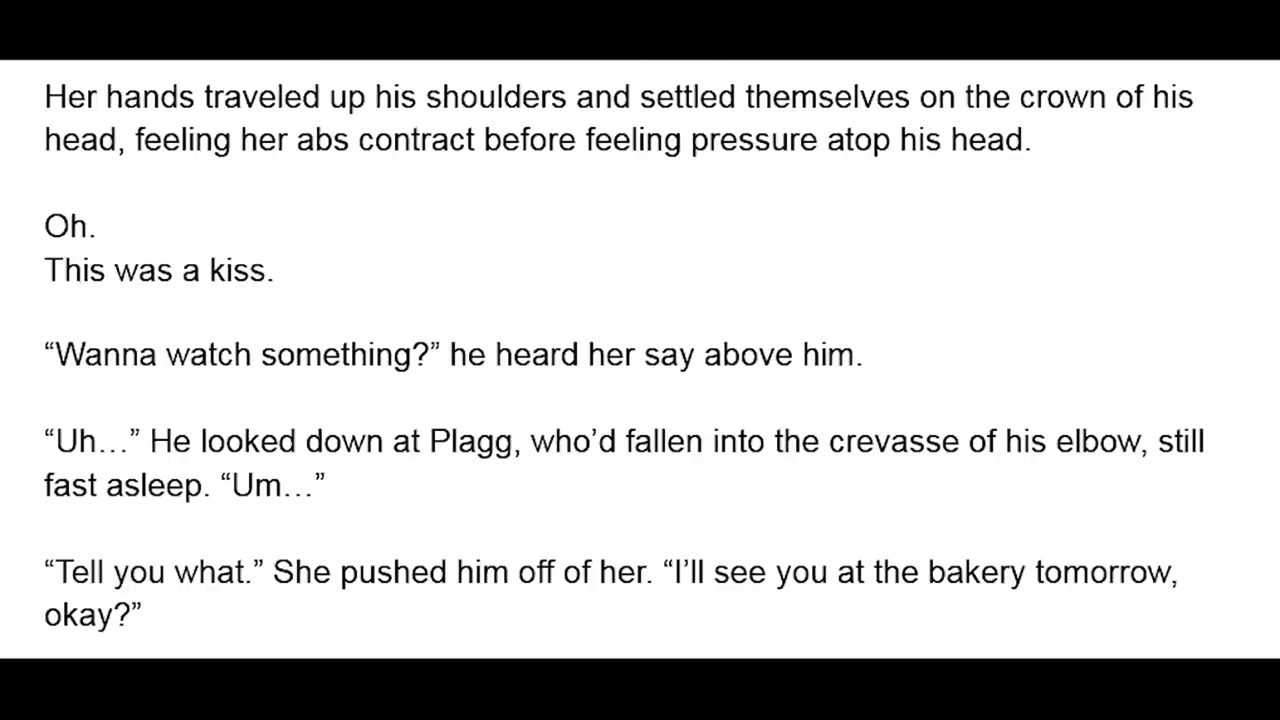 Her hands traveled up his shoulders and settled themselves on the crown of his
head, feeling her abs contract before feeling pressure atop his head.
Oh.
This was a kiss.
“Wanna watch something?” he heard her say above him.
“Uh…” He looked down at Plagg, who’d fallen into the crevasse of his elbow, still
fast asleep. “Um…”
“Tell you what.” She pushed him off of her. “I’ll see you at the bakery tomorrow,
okay?”